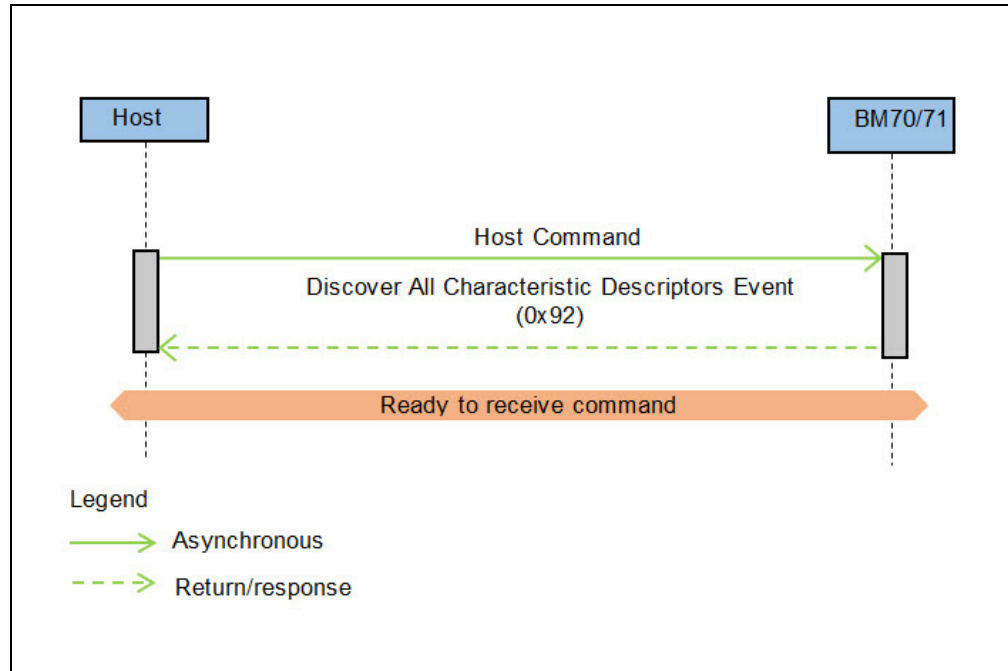 Host
BM70/71
Host Command
Discover All Characteristic Descriptors Event
(0x92)
Ready to receive command
Legend
Asynchronous
Return/response